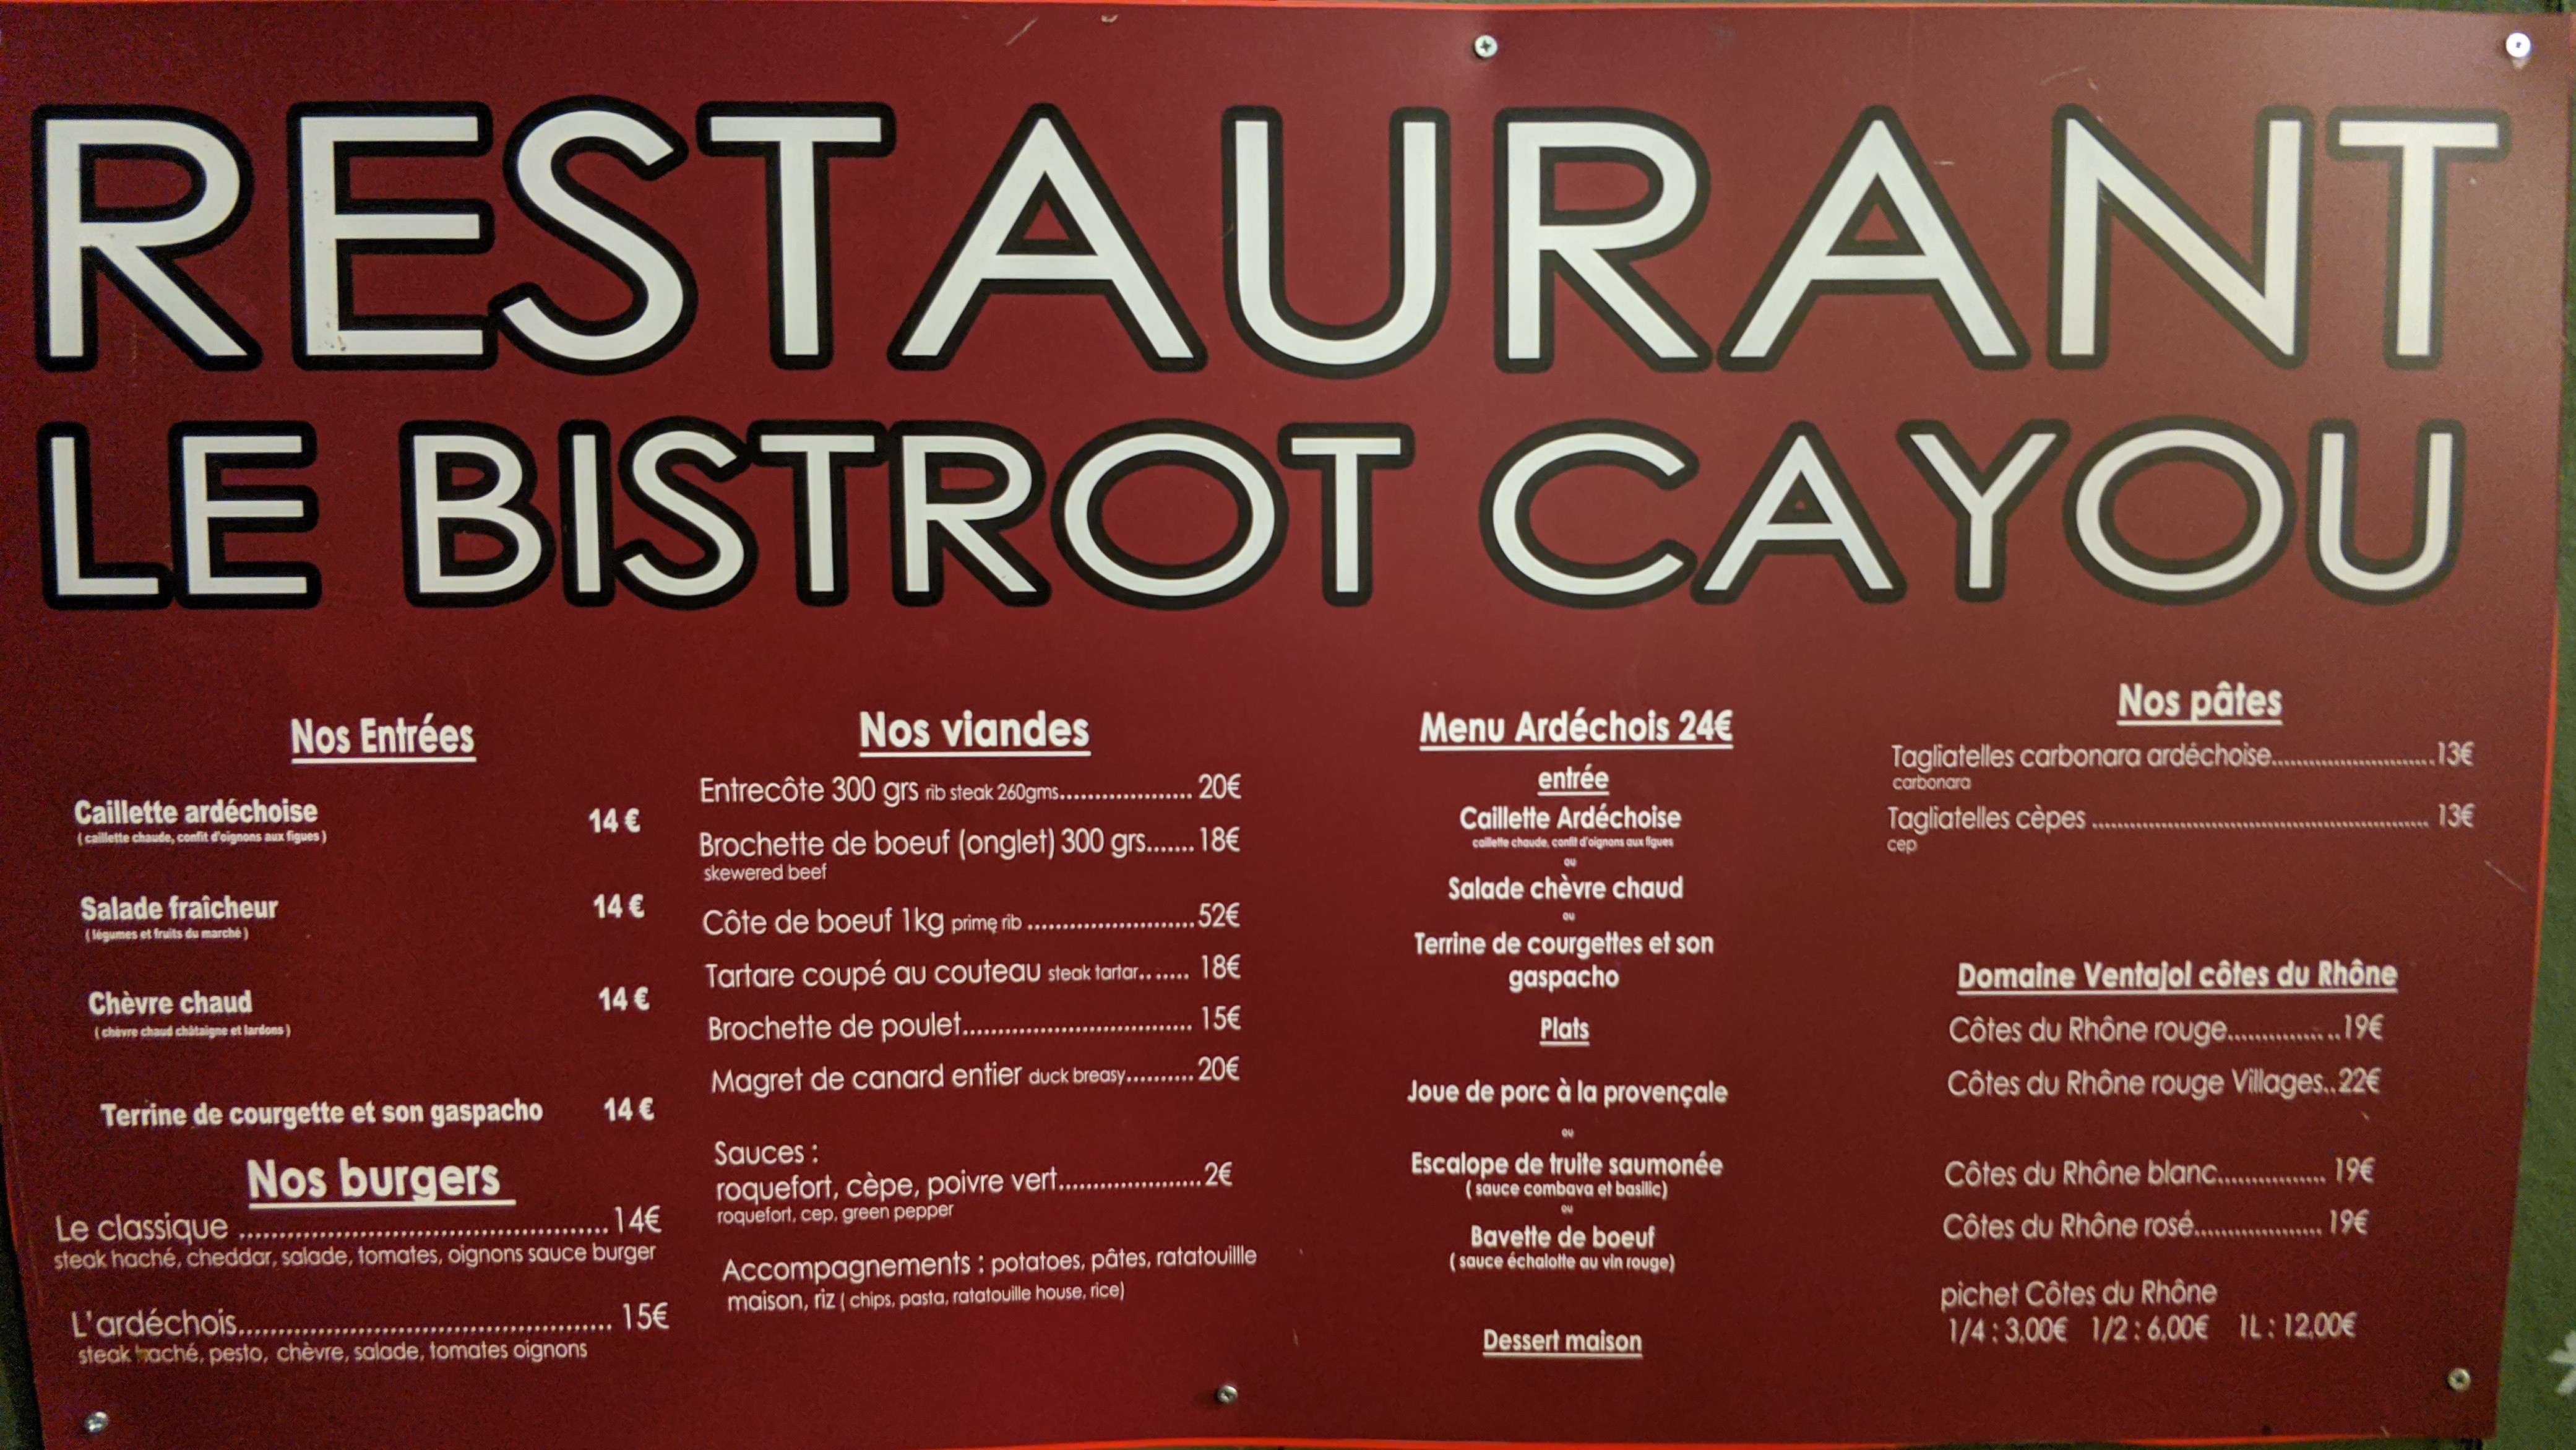 RESTAURANT
LE BISTROT CAYOU
Nos Entrées
Caillette ardéchoise 14 €
( caillette chaude, confit d'oignons aux figues )
Salade fraîcheur 14 €
( légumes et fruits du marché )
Chèvre chaud 14 €
( chèvre chaud châtaigne et lardons )
Terrine de courgette et son gaspacho 14 €
Nos burgers
Le classique ............................................... 14€
steak haché, cheddar, salade, tomates, oignons sauce burger
L'ardéchois............................................... 15€
steak haché, pesto, chèvre, salade, tomates oignons
Nos viandes
Entrecôte 300 grs rib steak 260gms................... 20€
Brochette de boeuf (onglet) 300 grs....... 18€
skewered beef
Côte de boeuf 1kg prime rib ........................ 52€
Tartare coupé au couteau steak tartar....... 18€
Brochette de poulet................................. 15€
Magret de canard entier duck breasy.......... 20€
Sauces :
roquefort, cèpe, poivre vert..................... 2€
roquefort, cep, green pepper
Accompagnements : potatoes, pâtes, ratatouillle
maison, riz ( chips, pasta, ratatouille house, rice)
Menu Ardéchois 24€
entrée
Caillette Ardéchoise
caillette chaude, confit d'oignons aux figues
ou
Salade chèvre chaud
ou
Terrine de courgettes et son
gaspacho
Plats
Joue de porc à la provençale
ou
Escalope de truite saumonée
( sauce combava et basilic)
ou
Bavette de boeuf
( sauce échalotte au vin rouge)
Dessert maison
Nos pâtes
Tagliatelles carbonara ardéchoise......................... 13€
carbonara
Tagliatelles cèpes .................................................. 13€
cep
Domaine Ventajol côtes du Rhône
Côtes du Rhône rouge................ 19€
Côtes du Rhône rouge Villages.. 22€
Côtes du Rhône blanc................ 19€
Côtes du Rhône rosé................... 19€
pichet Côtes du Rhône
1/4 : 3,00€ 1/2 : 6,00€ 1L : 12,00€